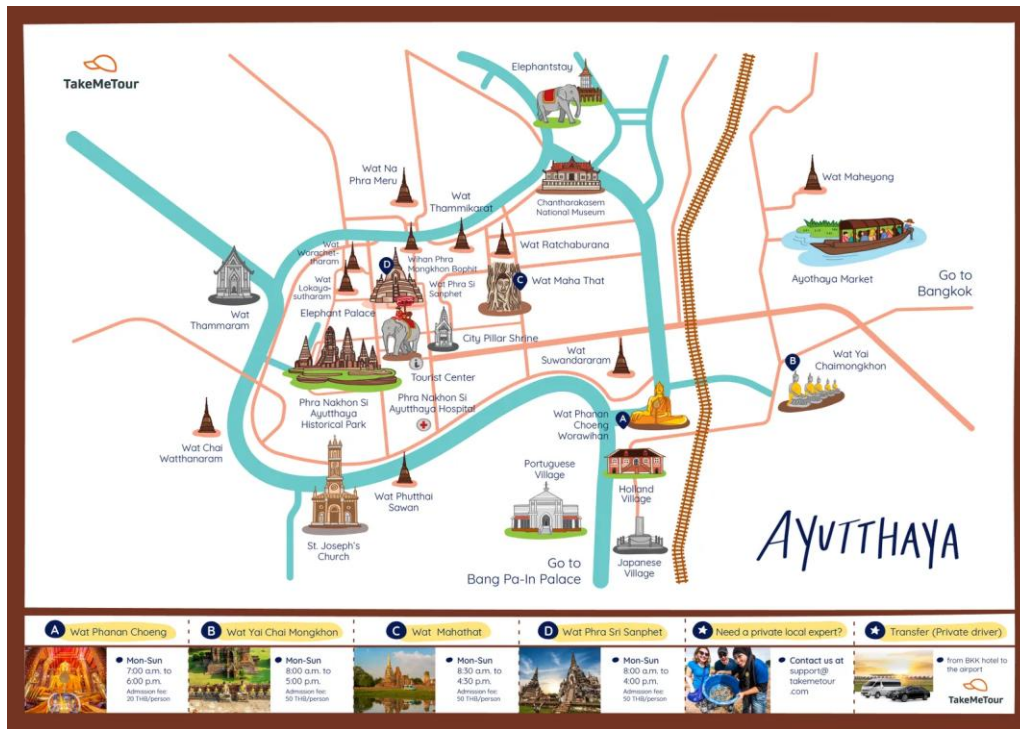 TakeMeTour
Elephantstay
Wat Na
Phra Meru
Wat
Thammikarat
Chantharakasem
National Museum
Wat Maheyong
Wat
Worachet-
tharam
Wihan Phra
Mongkhon Bophit
Wat Ratchaburana
D
Wat
Lokaya-
sutharam
Wat Phra Si
Sanphet
C
Wat Maha That
Ayothaya Market
Go to
Bangkok
Wat
Thammaram
Elephant Palace
City Pillar Shrine
Wat
Suwandararam
B
Wat Yai
Chaimongkhon
i
Tourist Center
Phra Nakhon Si
Ayutthaya
Historical Park
Phra Nakhon Si
Ayutthaya Hospital
Wat Phanan
Choeng
Worawihan
A
Wat Chai
Watthanaram
Portuguese
Village
Holland
Village
Wat Phutthai
Sawan
St. Joseph's
Church
Go to
Bang Pa-In Palace
Japanese
Village
AYUTTHAYA
A Wat Phanan Choeng
Mon-Sun
7:00 a.m. to
6:00 p.m.
Admission fee:
20 THB/person
B Wat Yai Chai Mongkhon
Mon-Sun
8:00 a.m. to
5:00 p.m.
Admission fee:
50 THB/person
C Wat Mahathat
Mon-Sun
8:30 a.m. to
4:30 p.m.
Admission fee:
50 THB/person
D Wat Phra Sri Sanphet
Mon-Sun
8:00 a.m. to
4:00 p.m.
Admission fee:
50 THB/person
Need a private local expert?
Contact us at
support@
takemetour
.com
Transfer (Private driver)
from BKK hotel to
the airport
TakeMeTour